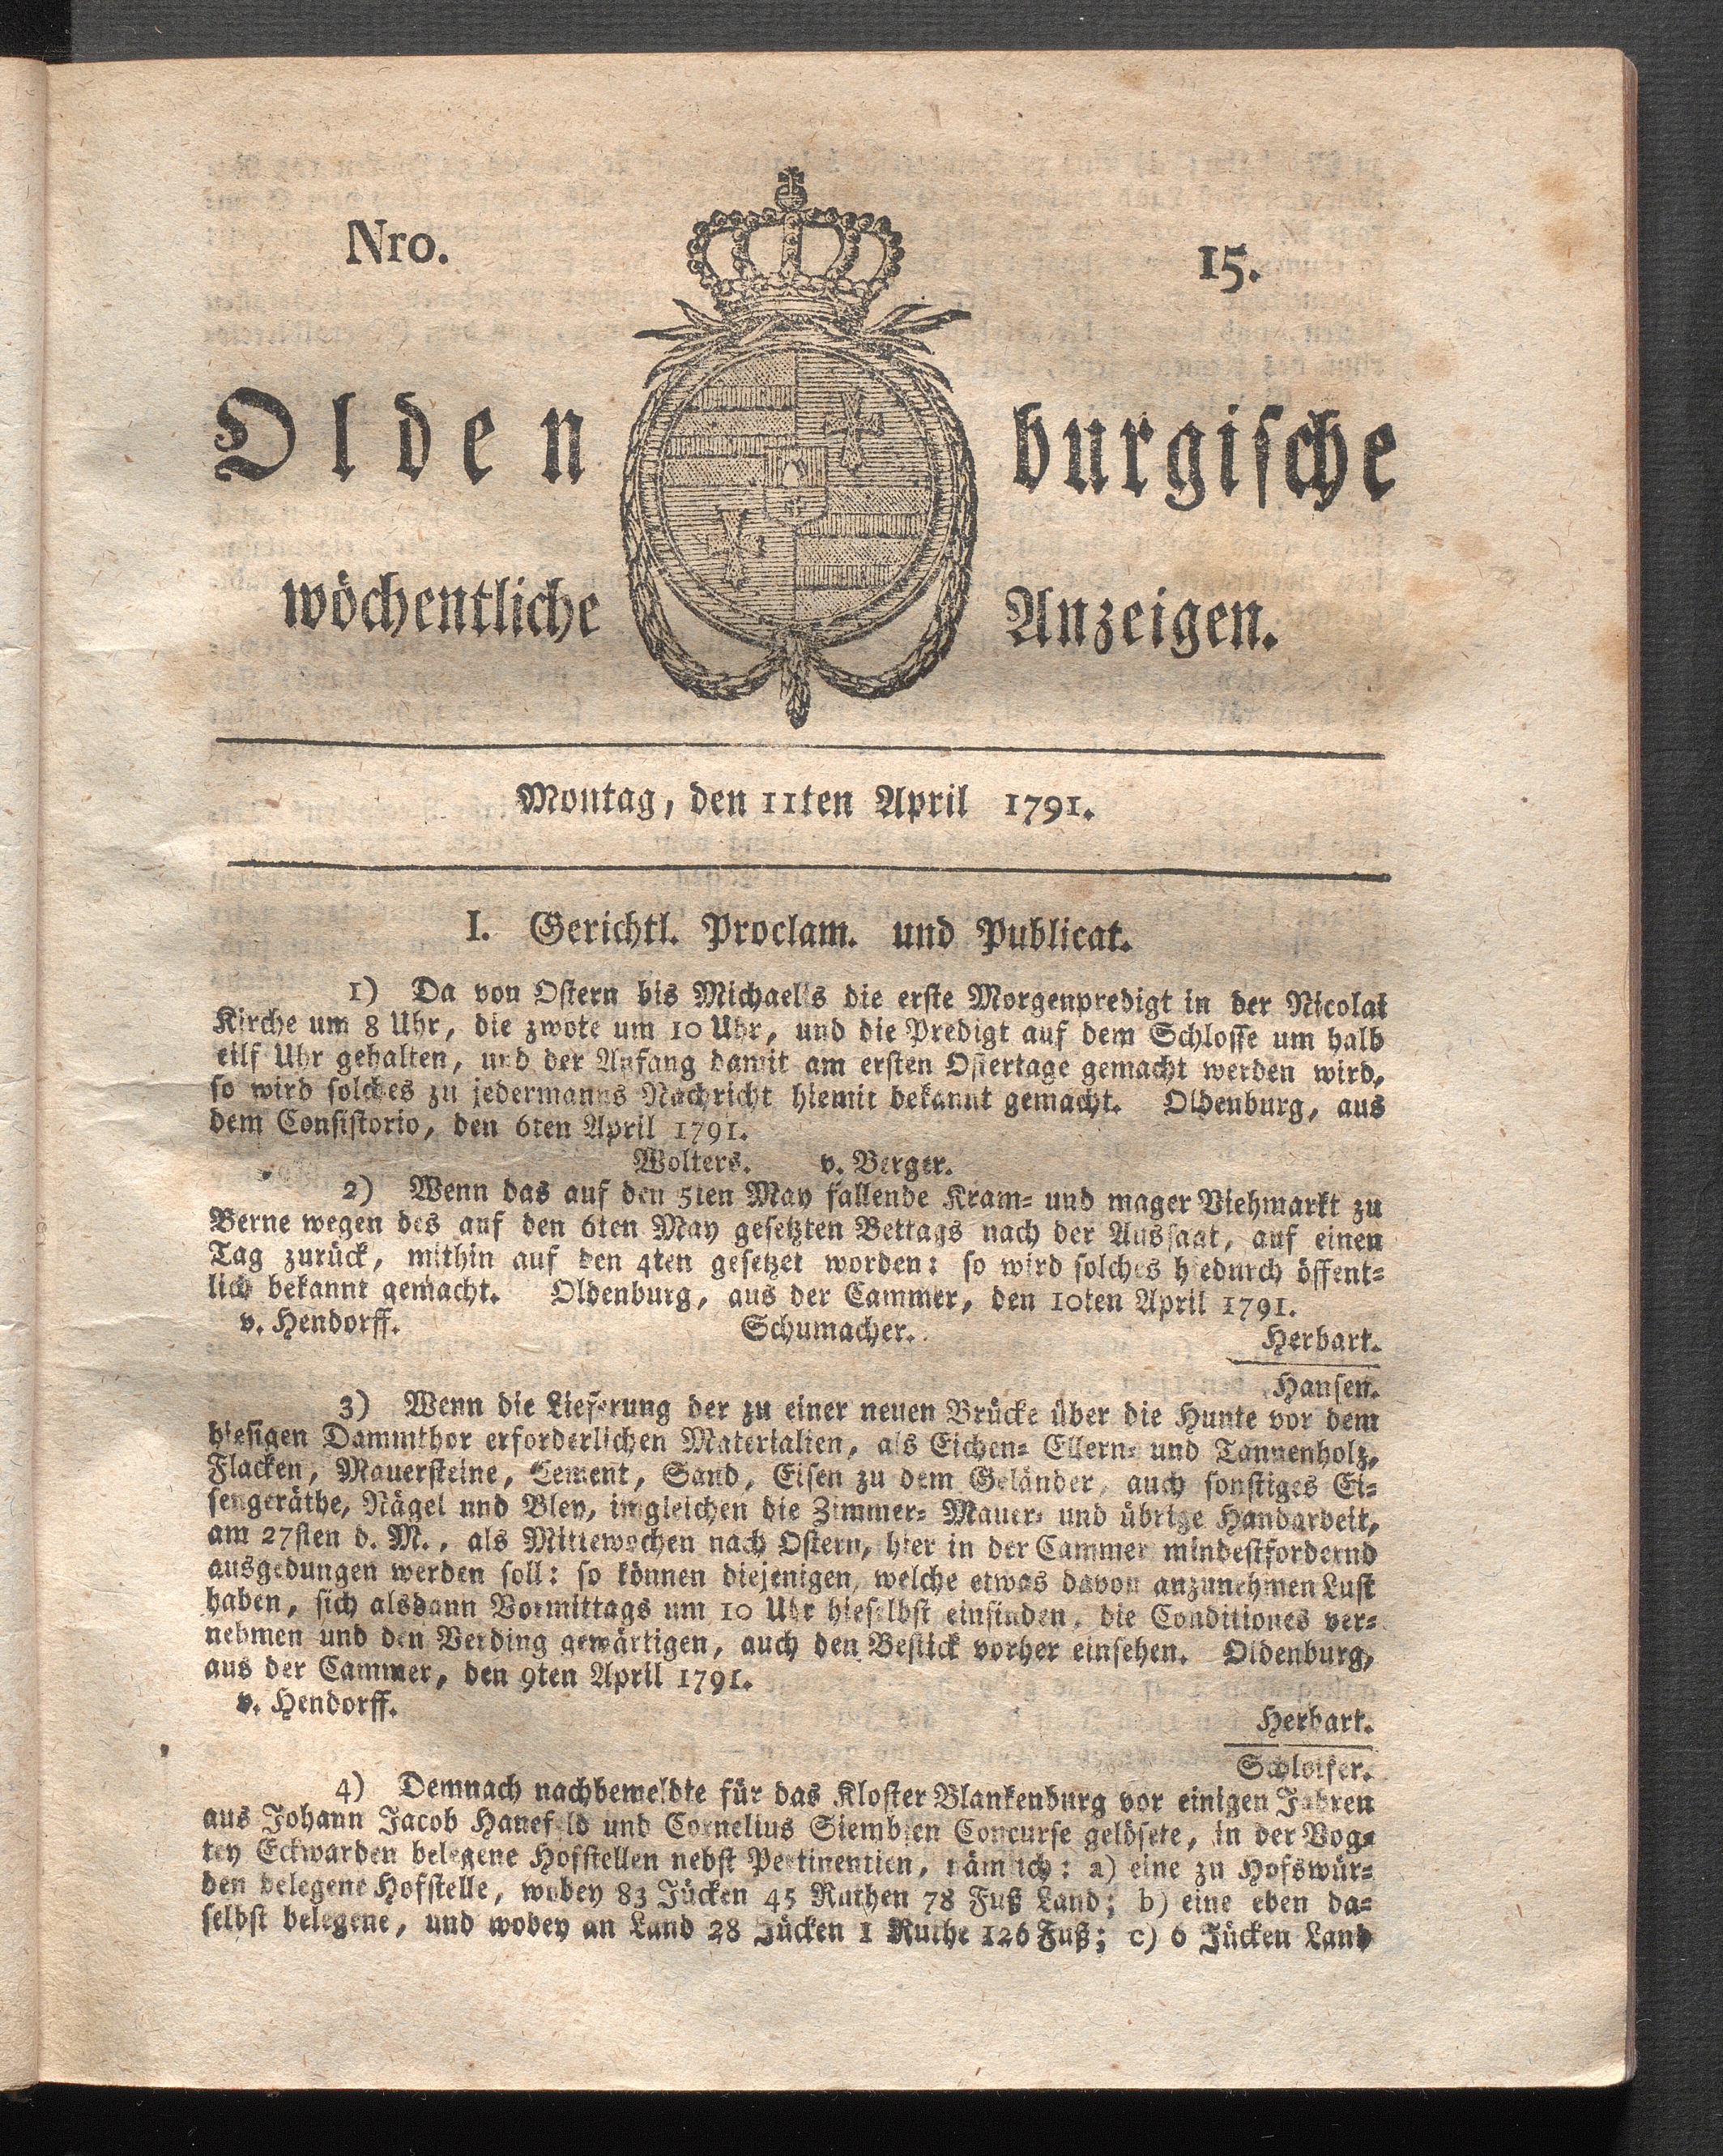 Nro. 15.
Oldenburgische
wöchentliche Anzeigen.
Montag, den 11ten April 1791.
I. Gerichtl. Proclam. und Publicat.
1) Da von Ostern bis Michaelis die erste Morgenpredigt in der Nicolai
Kirche um 8 Uhr, die zwote um 10 Uhr, und die Predigt auf dem Schlosse um halb
eilf Uhr gehalten, und der Anfang damit am ersten Ostertage gemacht werden wird,
so wird solches zu jedermanns Nachricht hiemit bekannt gemacht. Oldenburg, aus
dem Consistorio, den 6ten April 1791.
Wolters. v. Berger.
2) Wenn das auf den 5ten May fallende Kram= und mager Viehmarkt zu
Berne wegen des auf den 6ten May gesetzten Bettags nach der Aussaat, auf einen
Tag zurück, mithin auf den 4ten gesetzet worden: so wird solches hiedurch öffent=
lich bekannt gemacht. Oldenburg, aus der Cammer, den 10ten April 1791.
v. Hendorff. Schumacher. Herbart.
Hansen.
3) Wenn die Lieferung der zu einer neuen Brücke über die Hunte vor dem
hiesigen Dammthor erforderlichen Materialien, als Eichen= Ellern= und Tannenholz,
Flacken, Mauersteine, Cement, Sand, Eisen zu dem Geländer, auch sonstiges Ei=
sengeräthe, Nägel und Bley, imgleichen die Zimmer= Mauer= und übrige Handarbeit,
am 27sten d. M., als Mittewochen nach Ostern, hier in der Cammer mindestfordernd
ausgedungen werden soll: so können diejenigen, welche etwas davon anzunehmen Lust
haben, sich alsdann Vormittags um 10 Uhr hieselbst einfinden, die Conditiones ver=
nehmen und den Verding gewärtigen, auch den Bestick vorher einsehen. Oldenburg,
aus der Cammer, den 9ten April 1791.
v. Hendorff. Herbart.
Schloifer.
4) Demnach nachbemeldte für das Kloster Blankenburg vor einigen Jahren
aus Johann Jacob Hanefeld und Cornelius Siembsen Concurse gelösete, in der Vog=
tey Eckwarden belegene Hofstellen nebst Pertinentien, nämlich: a) eine zu Hofswür=
den belegene Hofstelle, wobey 83 Jücken 45 Ruthen 78 Fuß Land; b) eine eben da=
selbst belegene, und wobey an Land 28 Jücken 1 Ruthe 126 Fuß; c) 6 Jücken Land